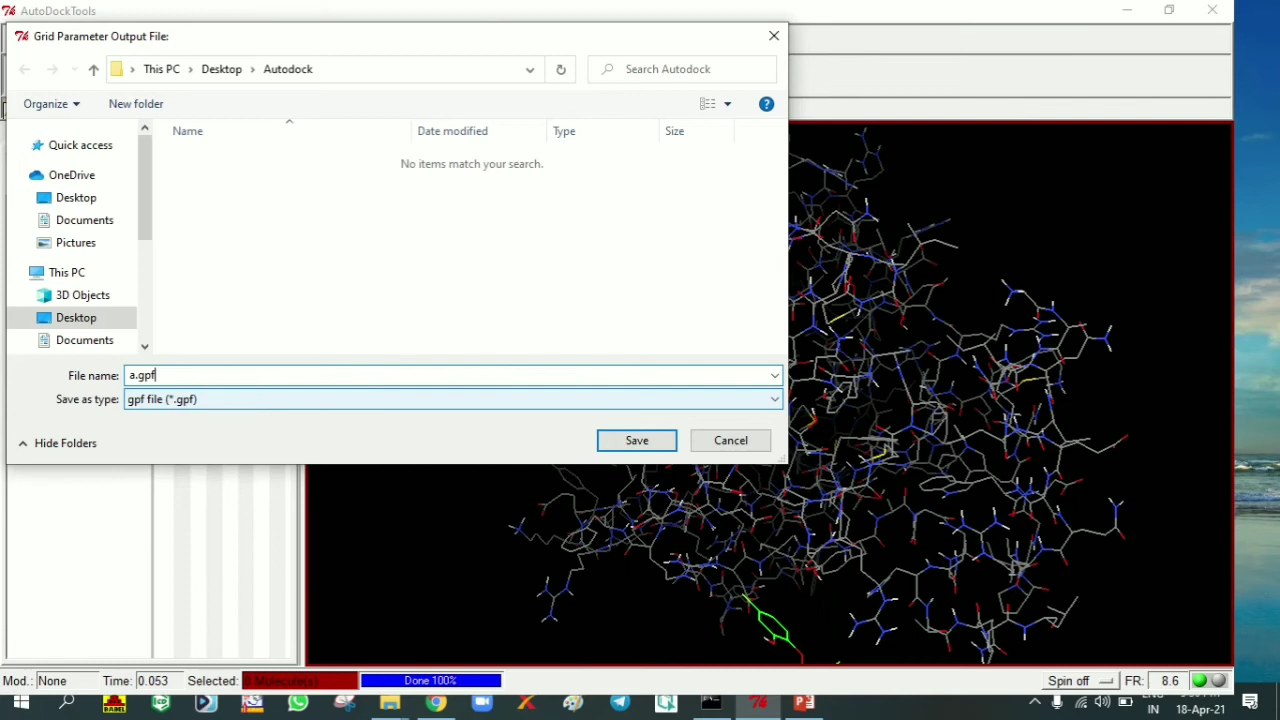 AutoDockTools
Grid Parameter Output File:
This PC
Desktop
Autodock
Search Autodock
Organize
New folder
Name
Date modified
Type
Size
No items match your search.
Quick access
OneDrive
Desktop
Documents
Pictures
This PC
3D Objects
Desktop
Documents
File name:
a.gpf
Save as type:
gpf file (*.gpf)
Hide Folders
Save
Cancel
Mod.: None
Time: 0.053
Selected: 0 Molecule(s)
Done 100%
Spin off
FR: 8.6
BABEL
IN
18-Apr-21